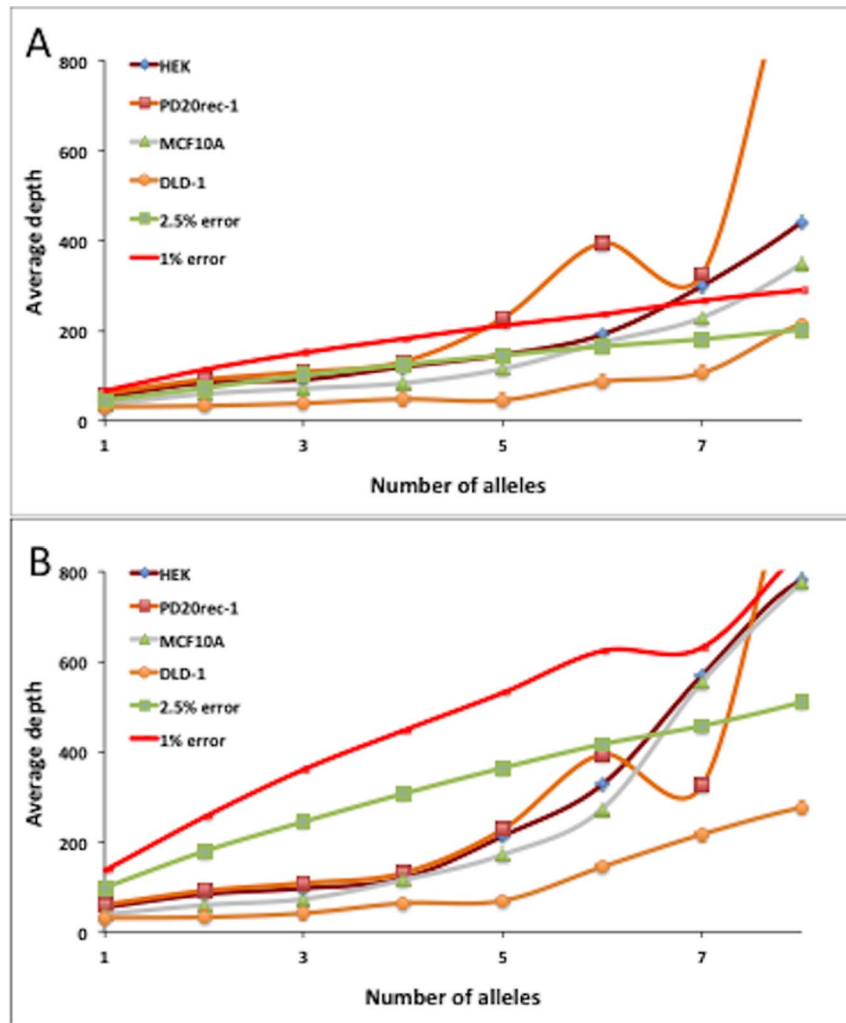 A
800
600
400
200
0
HEK
PD20rec-1
MCF10A
DLD-1
2.5% error
1% error
Average depth
1 3 5 7
Number of alleles
B
800
600
400
200
0
HEK
PD20rec-1
MCF10A
DLD-1
2.5% error
1% error
Average depth
1 3 5 7
Number of alleles